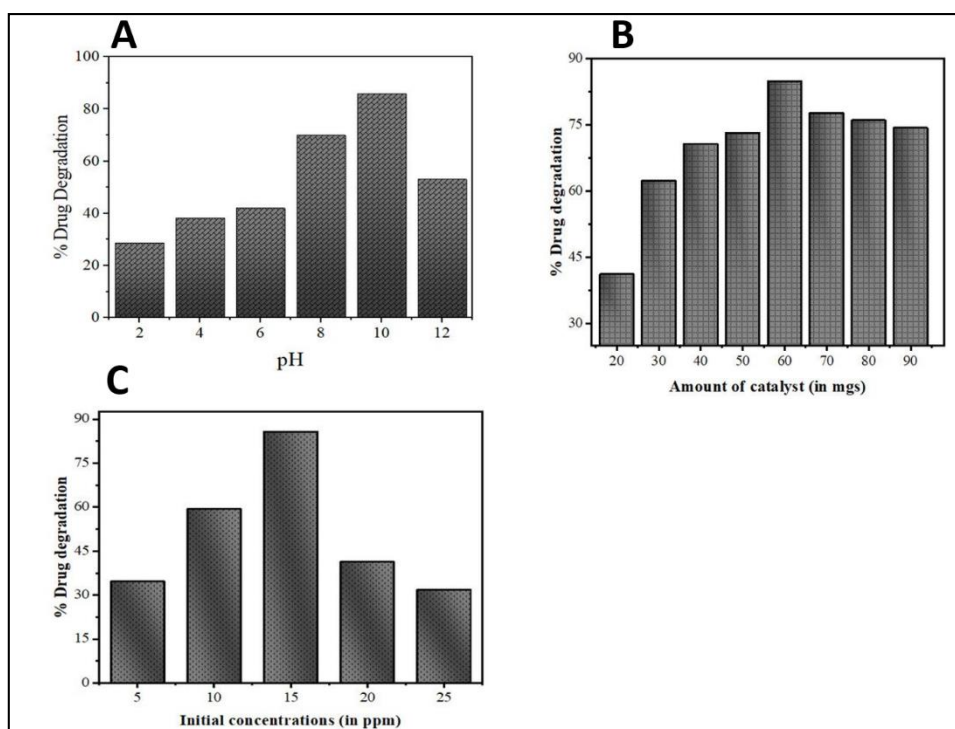 A
% Drug Degradation
100
80
60
40
20
0
2 4 6 8 10 12
pH
B
% Drug degradation
90
75
60
45
30
20 30 40 50 60 70 80 90
Amount of catalyst (in mgs)
C
% Drug degradation
90
75
60
45
30
15
0
5 10 15 20 25
Initial concentrations (in ppm)